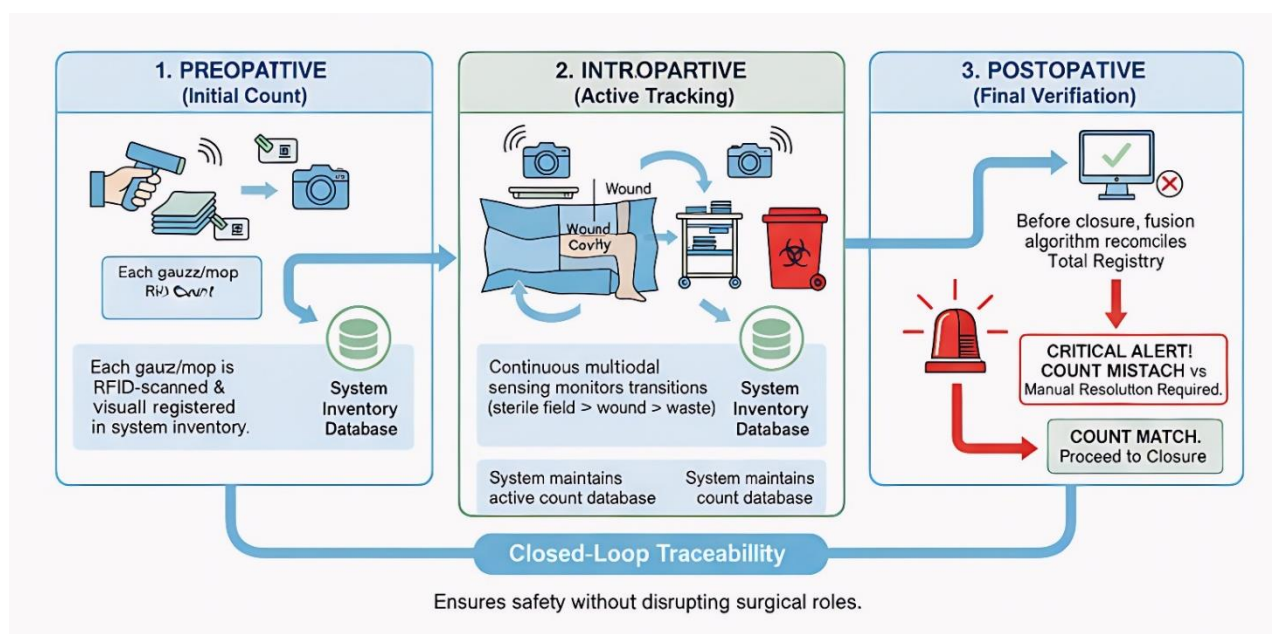 1. PREOPATTIVE
(Initial Count)
Each gauzz/mop
Each gauz/mop is
RFID-scanned &
visuall registered
in system inventory.
System
Inventory
Database
2. INTROPARTIVE
(Active Tracking)
Wound
Wound
Covity
Continuous multiodal
sensing monitors transitions
(sterile field > wound > waste)
System
Inventory
Database
System maintains
active count database
System maintains
count database
3. POSTOPATIVE
(Final Verifiation)
Before closure, fusion
algorithm reconciles
Total Registtry
CRITICAL ALERT!
COUNT MISTACH vs
Manual Resolution Required.
COUNT MATCH.
Proceed to Closure
Closed-Loop Traceabillity
Ensures safety without disrupting surgical roles.